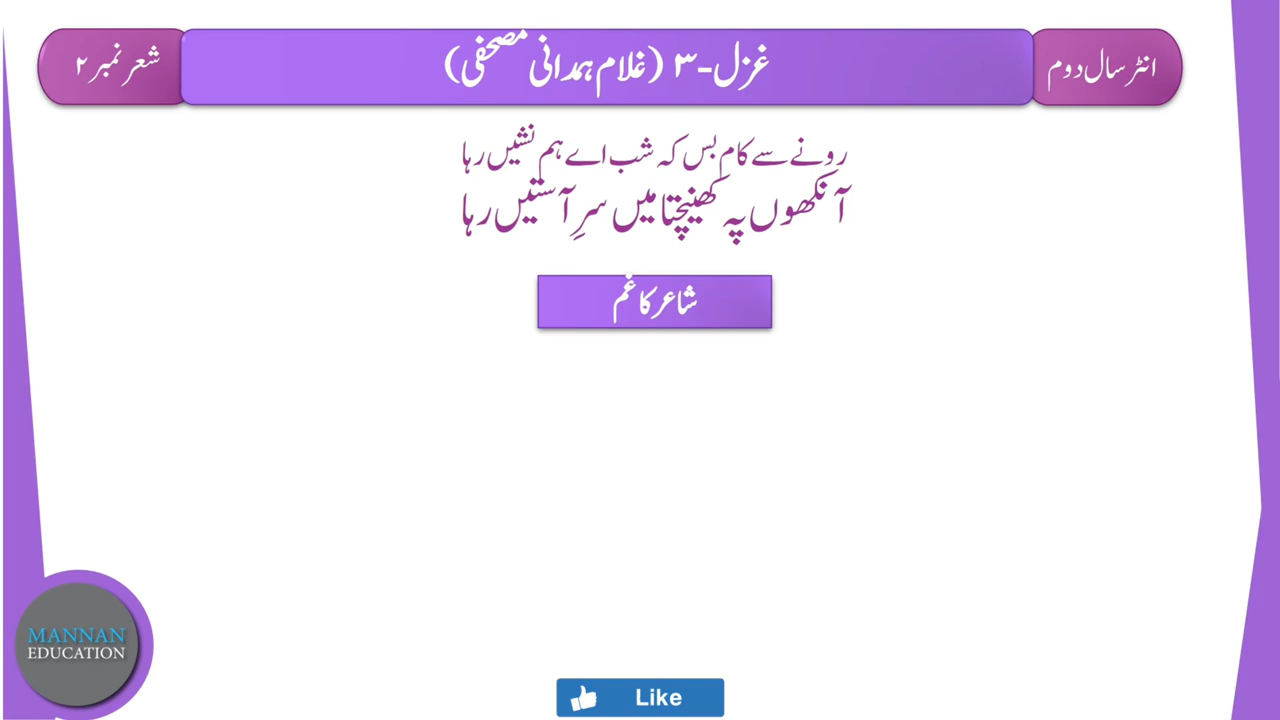 انٹر سال دوم
غزل-۳ (غلام ہمدانی مصحفی)
شعر نمبر ۲
رونے سے کام بس کہ شب اے ہم نشیں رہا
آنکھوں پہ کھینچتا میں سرِ آستیں رہا
شاعر کا غم
MANNAN
EDUCATION
Like